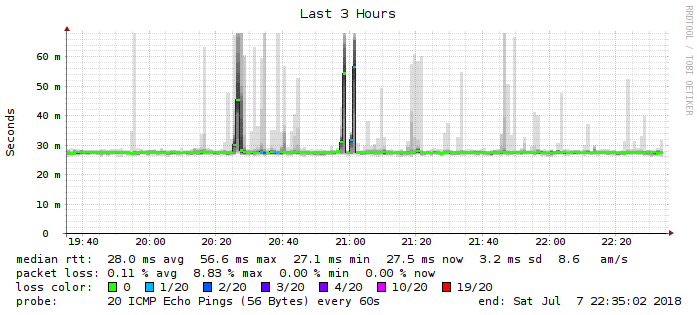 Last 3 Hours
RRDTOOL / TOBI OETIKER
Seconds
60 m
50 m
40 m
30 m
20 m
10 m
0
19:40 20:00 20:20 20:40 21:00 21:20 21:40 22:00 22:20
median rtt: 28.0 ms avg 56.6 ms max 27.1 ms min 27.5 ms now 3.2 ms sd 8.6 am/s
packet loss: 0.11 % avg 8.83 % max 0.00 % min 0.00 % now
loss color: 0 1/20 2/20 3/20 4/20 10/20 19/20
probe: 20 ICMP Echo Pings (56 Bytes) every 60s end: Sat Jul 7 22:35:02 2018